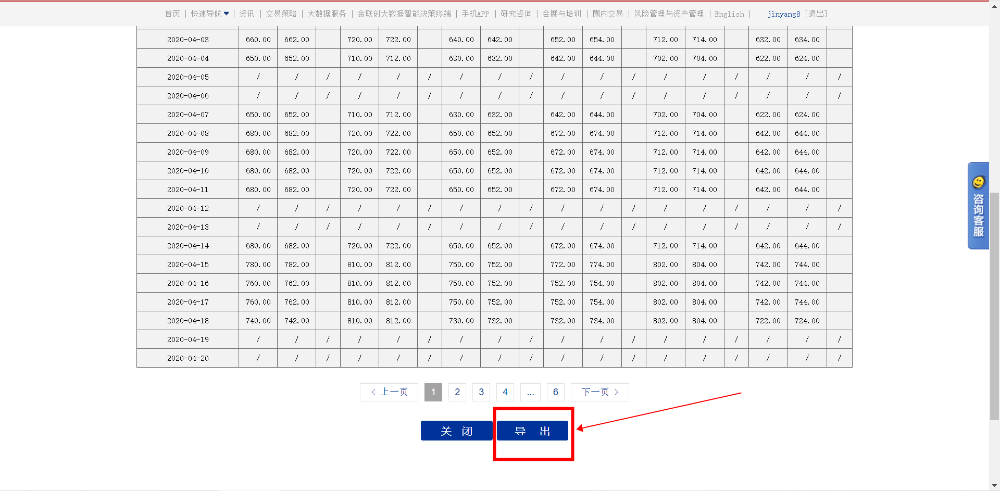 首页 | 快速导航 | 资讯 | 交易策略 | 大数据服务 | 金联创大数据智能决策终端 | 手机APP | 研究咨询 | 会展与培训 | 圈内交易 | 风险管理与资产管理 | English | jinyang8 [退出]
2020-04-03 660.00 662.00 720.00 722.00 640.00 642.00 652.00 654.00 712.00 714.00 632.00 634.00
2020-04-04 650.00 652.00 710.00 712.00 630.00 632.00 642.00 644.00 702.00 704.00 622.00 624.00
2020-04-05 / / / / / / / / / / / / / / / / / /
2020-04-06 / / / / / / / / / / / / / / / / / /
2020-04-07 650.00 652.00 710.00 712.00 630.00 632.00 642.00 644.00 702.00 704.00 622.00 624.00
2020-04-08 680.00 682.00 720.00 722.00 650.00 652.00 672.00 674.00 712.00 714.00 642.00 644.00
2020-04-09 680.00 682.00 720.00 722.00 650.00 652.00 672.00 674.00 712.00 714.00 642.00 644.00
2020-04-10 680.00 682.00 720.00 722.00 650.00 652.00 672.00 674.00 712.00 714.00 642.00 644.00
2020-04-11 680.00 682.00 720.00 722.00 650.00 652.00 672.00 674.00 712.00 714.00 642.00 644.00
2020-04-12 / / / / / / / / / / / / / / / / / /
2020-04-13 / / / / / / / / / / / / / / / / / /
2020-04-14 680.00 682.00 720.00 722.00 650.00 652.00 672.00 674.00 712.00 714.00 642.00 644.00
2020-04-15 780.00 782.00 810.00 812.00 750.00 752.00 772.00 774.00 802.00 804.00 742.00 744.00
2020-04-16 760.00 762.00 810.00 812.00 750.00 752.00 752.00 754.00 802.00 804.00 742.00 744.00
2020-04-17 760.00 762.00 810.00 812.00 750.00 752.00 752.00 754.00 802.00 804.00 742.00 744.00
2020-04-18 740.00 742.00 810.00 812.00 730.00 732.00 732.00 734.00 802.00 804.00 722.00 724.00
2020-04-19 / / / / / / / / / / / / / / / / / /
2020-04-20 / / / / / / / / / / / / / / / / / /
< 上一页 1 2 3 4 ... 6 下一页 >
关 闭 导 出
咨询客服